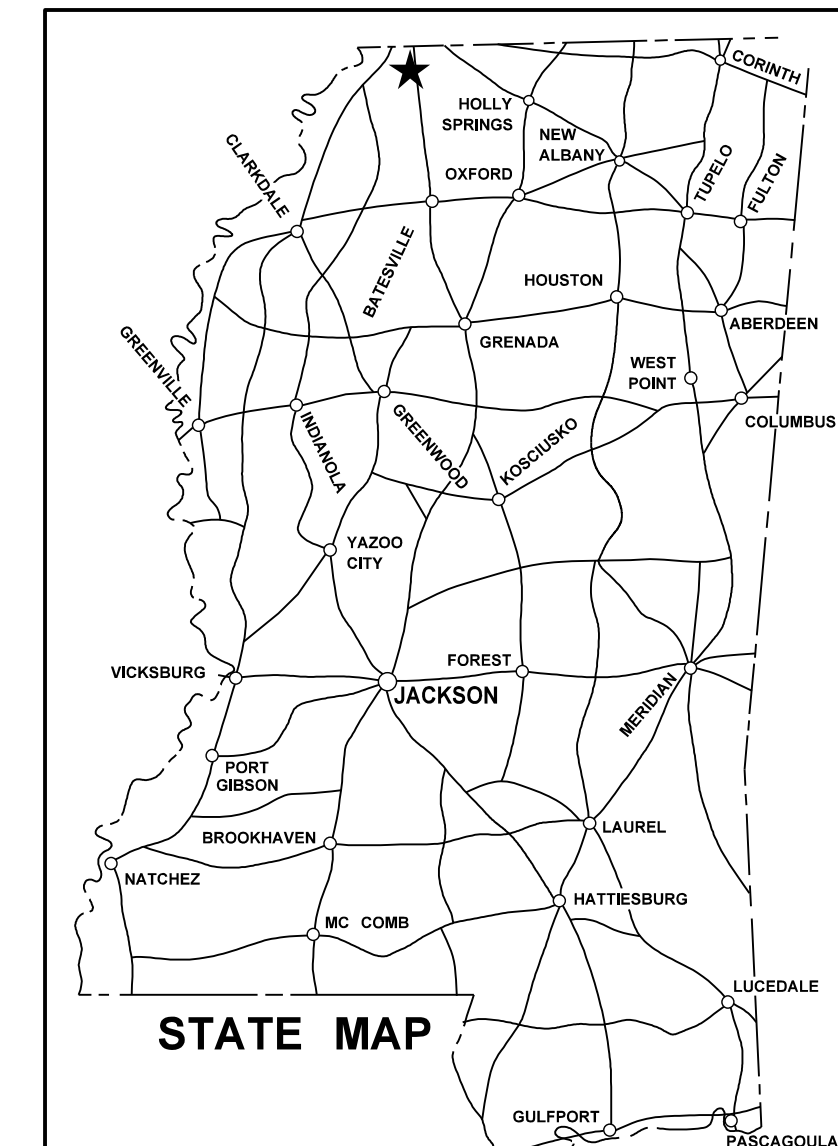 CORINTH
HOLLY
SPRINGS
NEW
ALBANY
CLARKDALE
OXFORD
TUPELO
FULTON
BATESVILLE
HOUSTON
ABERDEEN
GREENVILLE
GRENADA
WEST
POINT
COLUMBUS
INDIANOLA
GREENWOOD
KOSCIUSKO
YAZOO
CITY
VICKSBURG
FOREST
JACKSON
MERIDIAN
PORT
GIBSON
BROOKHAVEN
LAUREL
NATCHEZ
HATTIESBURG
MC COMB
LUCEDALE
STATE MAP
GULFPORT
PASCAGOULA